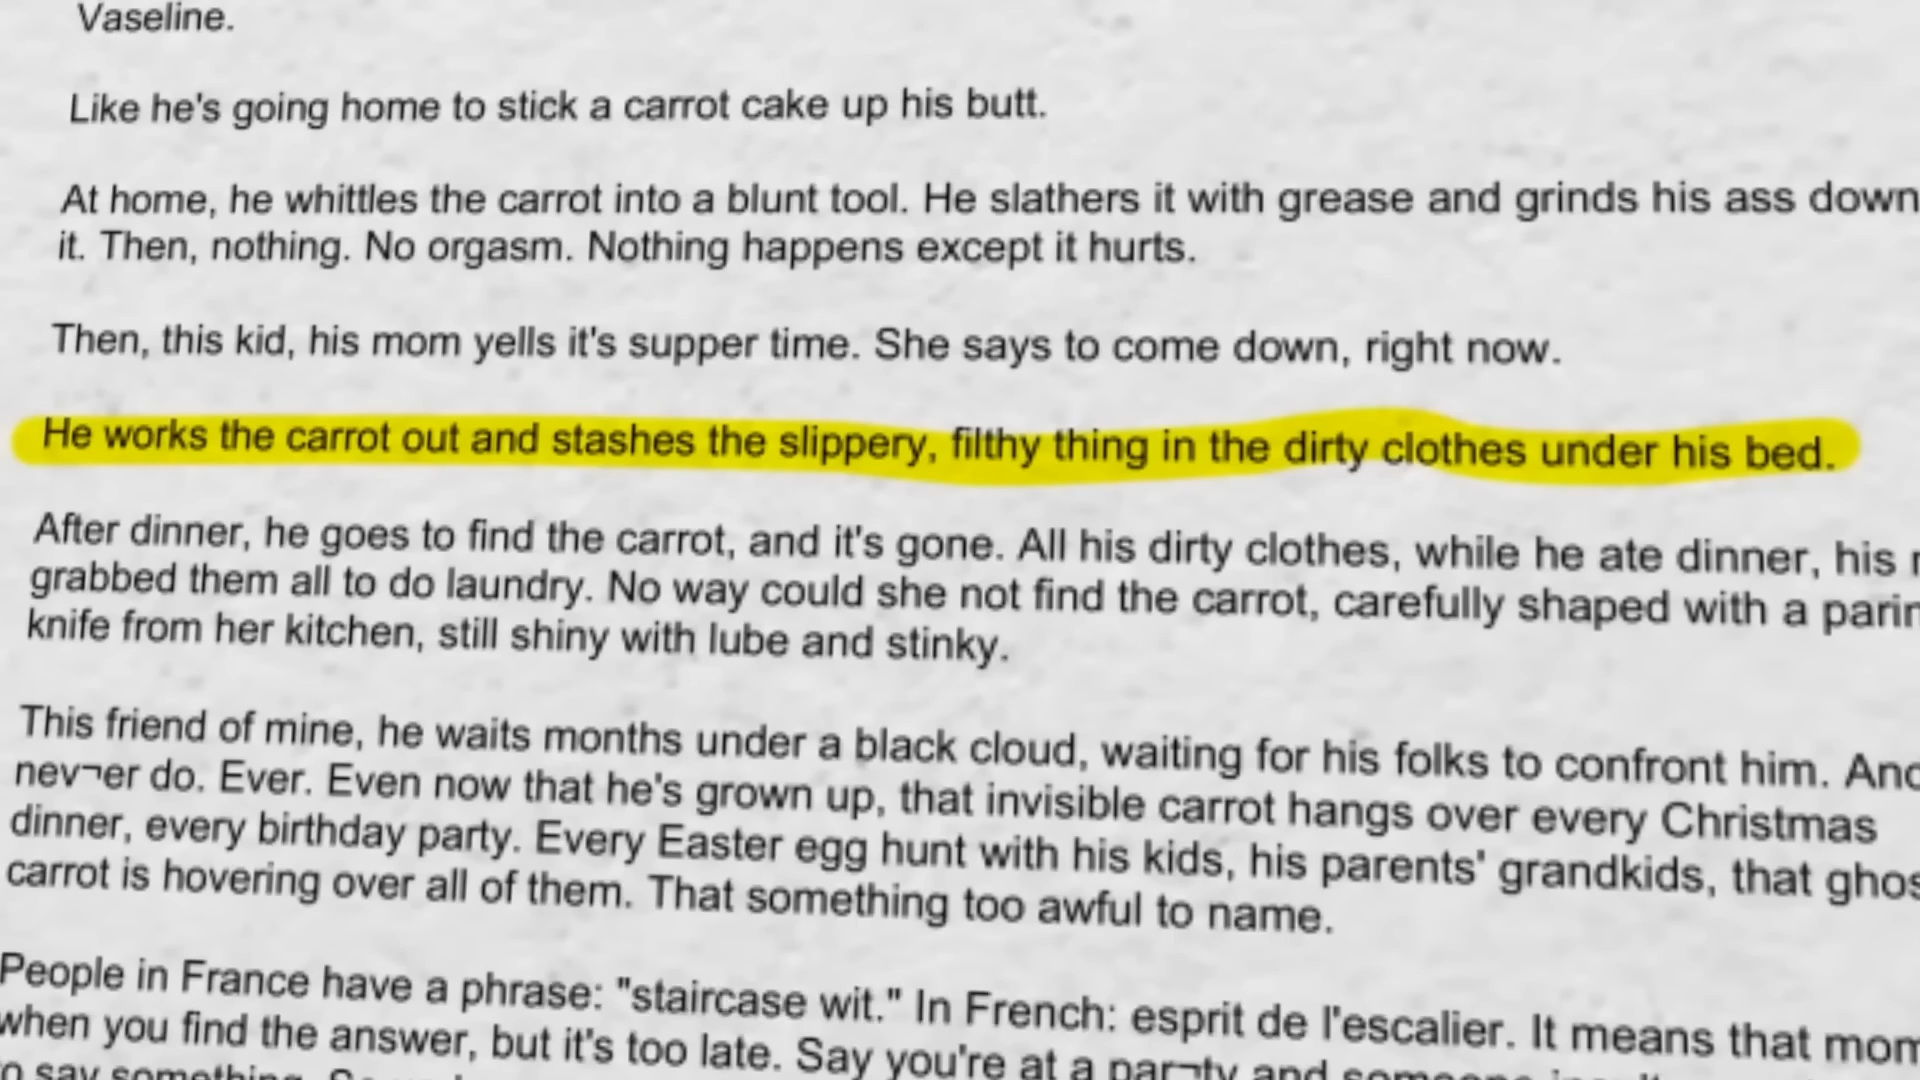 Vaseline.
Like he's going home to stick a carrot cake up his butt.
At home, he whittles the carrot into a blunt tool. He slathers it with grease and grinds his ass down
it. Then, nothing. No orgasm. Nothing happens except it hurts.
Then, this kid, his mom yells it's supper time. She says to come down, right now.
He works the carrot out and stashes the slippery, filthy thing in the dirty clothes under his bed.
After dinner, he goes to find the carrot, and it's gone. All his dirty clothes, while he ate dinner, his
grabbed them all to do laundry. No way could she not find the carrot, carefully shaped with a
knife from her kitchen, still shiny with lube and stinky.
This friend of mine, he waits months under a black cloud, waiting for his folks to confront him.
nev¬er do. Ever. Even now that he's grown up, that invisible carrot hangs over every Christmas
dinner, every birthday party. Every Easter egg hunt with his kids, his parents' grandkids, that
carrot is hovering over all of them. That something too awful to name.
People in France have a phrase: "staircase wit." In French: esprit de l'escalier. It means that
when you find the answer, but it's too late. Say you're at a par¬ty and
say something.